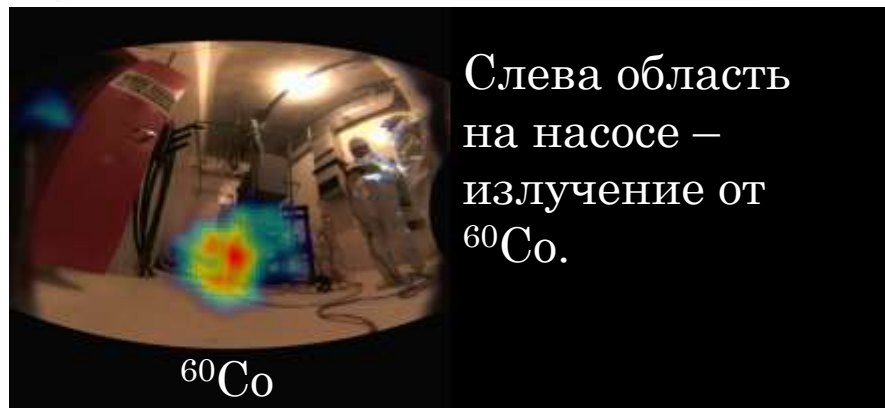 Слева область
на насосе –
излучение от
⁶⁰Co.
⁶⁰Co